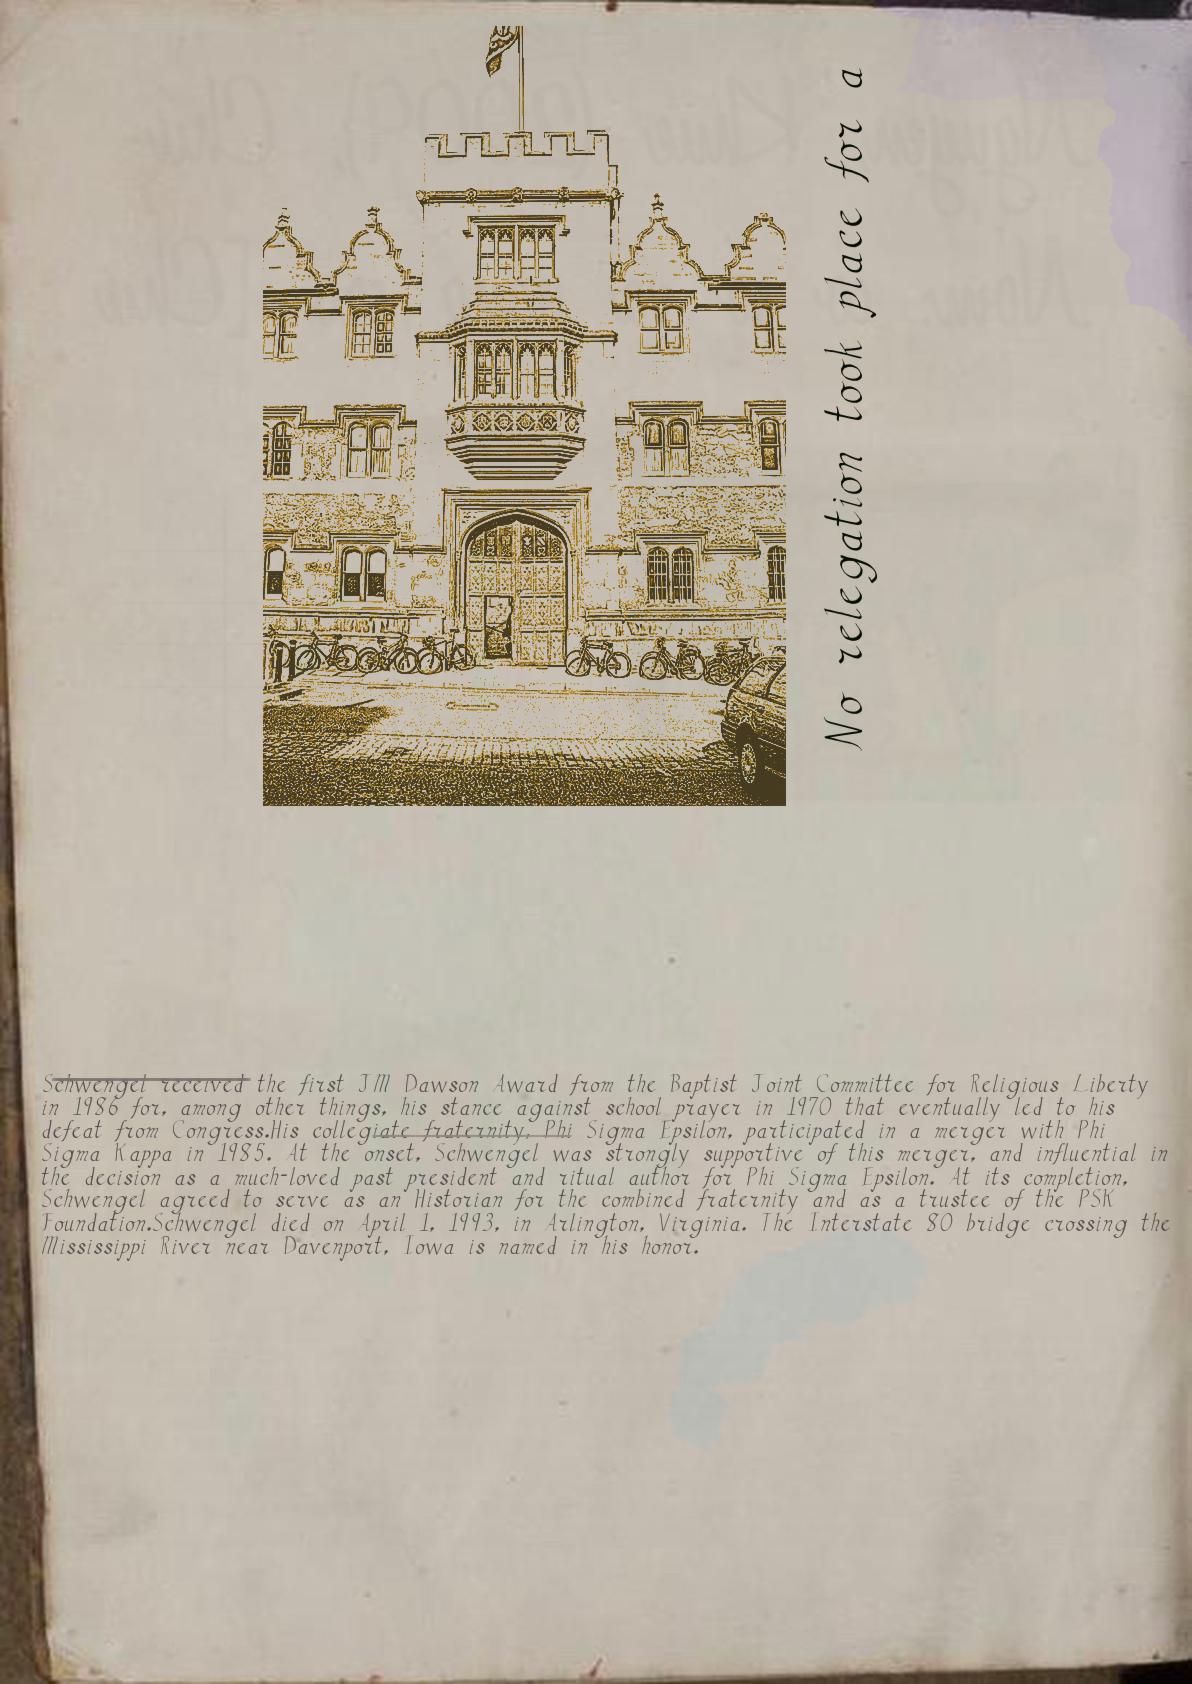 No relegation took place for a
Schwengel received the first JM Dawson Award from the Baptist Joint Committee for Religious Liberty
in 1986 for, among other things, his stance against school prayer in 1970 that eventually led to his
defeat from Congress.His collegiate fraternity, Phi Sigma Epsilon, participated in a merger with Phi
Sigma Kappa in 1985. At the onset, Schwengel was strongly supportive of this merger, and influential in
the decision as a much-loved past president and ritual author for Phi Sigma Epsilon. At its completion,
Schwengel agreed to serve as an Historian for the combined fraternity and as a trustee of the PSK
Foundation.Schwengel died on April 1, 1993, in Arlington, Virginia. The Interstate 80 bridge crossing the
Mississippi River near Davenport, Iowa is named in his honor.